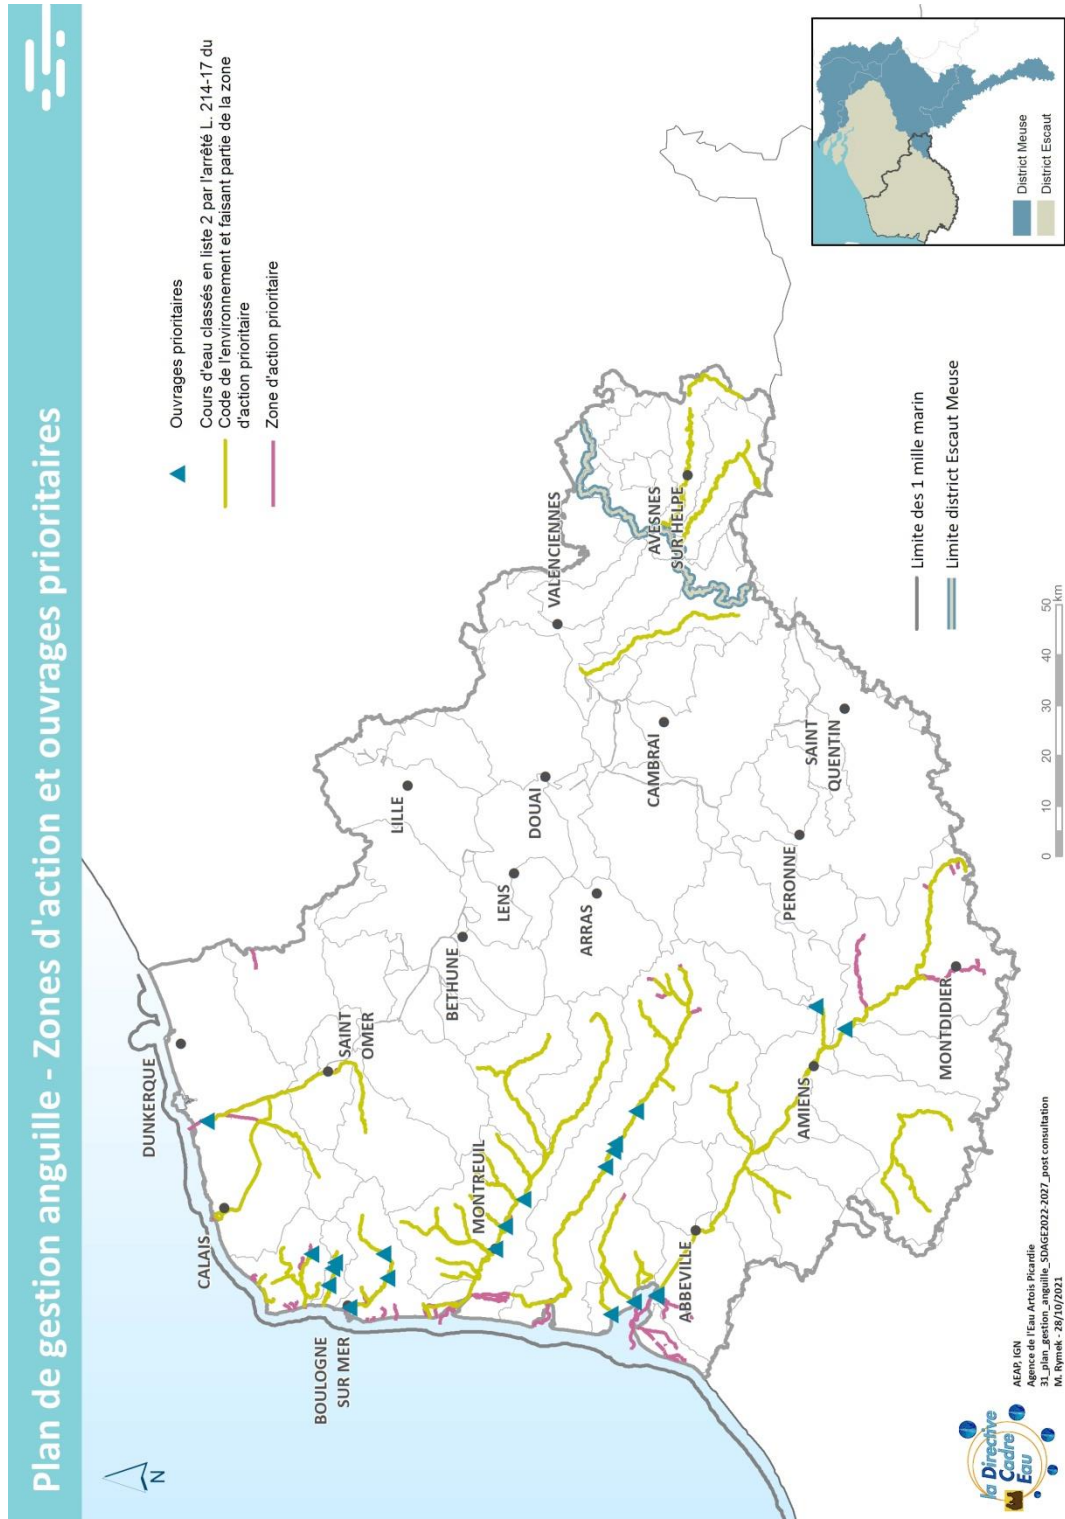 Plan de gestion anguille - Zones d'action et ouvrages prioritaires
N
Ouvrages prioritaires
Cours d'eau classés en liste 2 par l'arrêté L. 214-17 du
Code de l'environnement et faisant partie de la zone
d'action prioritaire
Zone d'action prioritaire
DUNKERQUE
CALAIS
SAINT
OMER
BOULOGNE
SUR MER
LILLE
BETHUNE
MONTREUIL
LENS
DOUAI
VALENCIENNES
ARRAS
AVESNES
SUR HELPE
CAMBRAI
ABBEVILLE
PERONNE
SAINT
QUENTIN
AMIENS
MONTDIDIER
Limite des 1 mille marin
Limite district Escaut Meuse
0 10 20 30 40 50
km
District Meuse
District Escaut
la Directive
Cadre
Eau
AEAP, IGN
Agence de l'Eau Artois Picardie
31_plan_gestion_anguille_SDAGE2022-2027_post consultation
M. Rymek - 28/10/2021